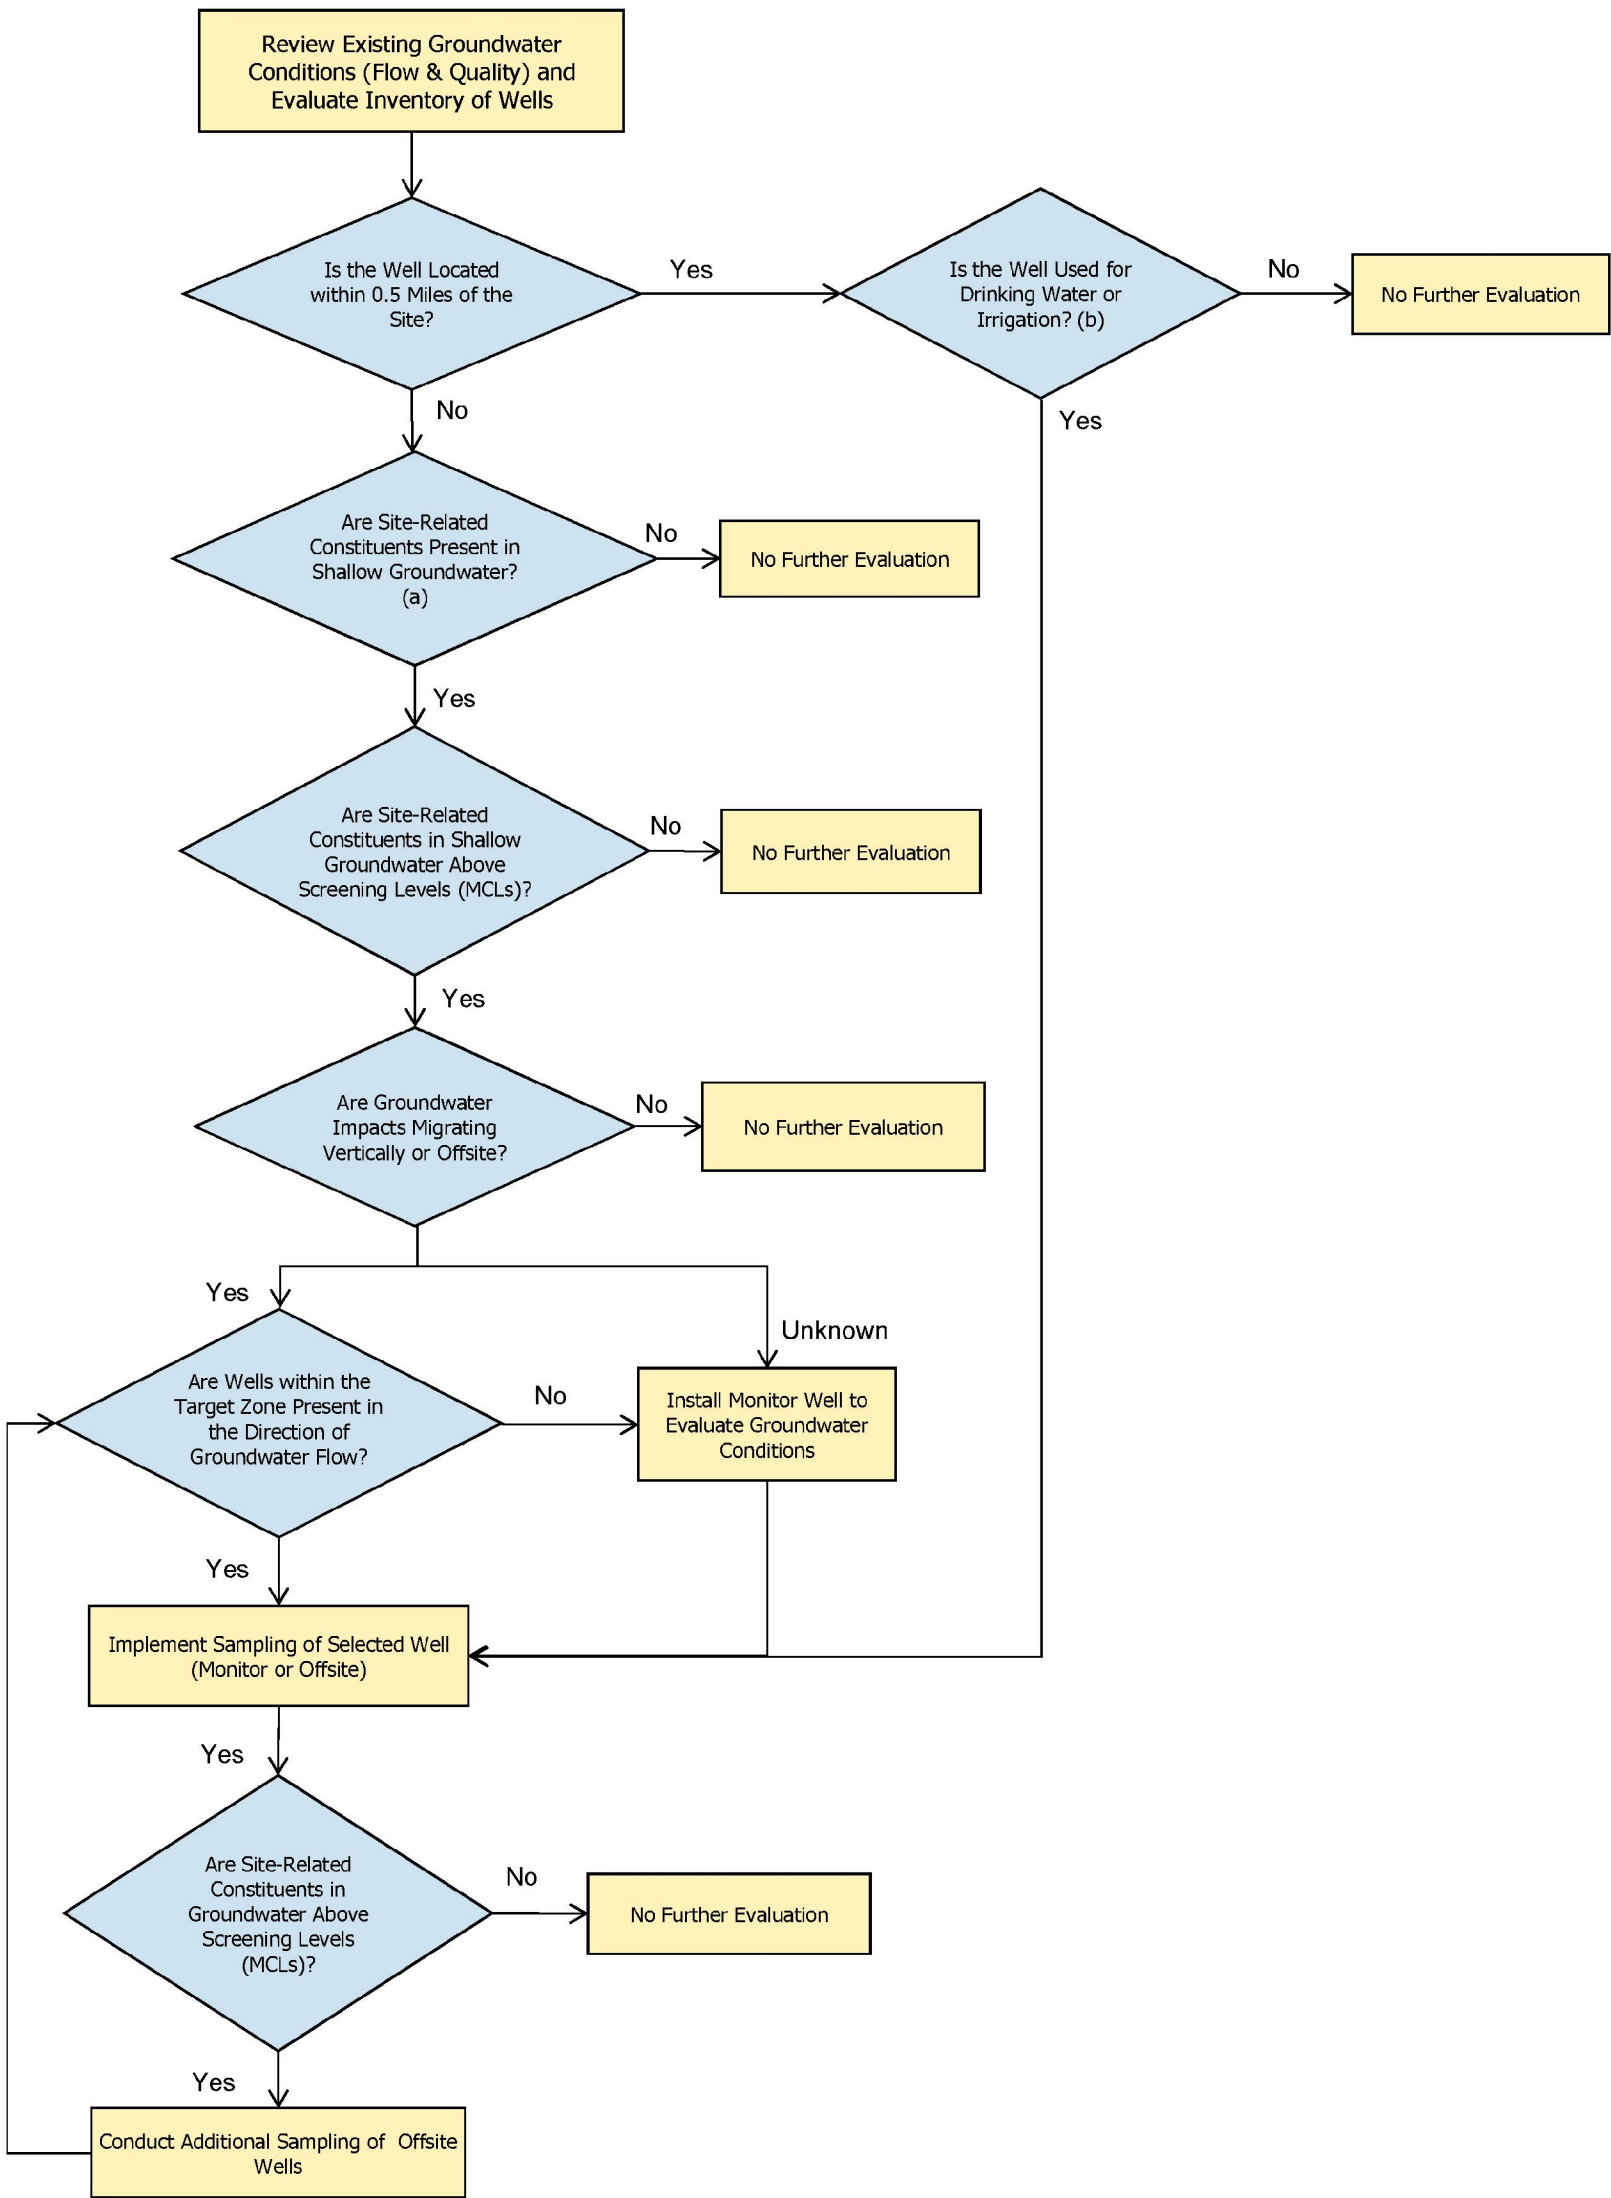 Review Existing Groundwater
Conditions (Flow & Quality) and
Evaluate Inventory of Wells
Is the Well Located
within 0.5 Miles of the
Site?
Yes
Is the Well Used for
Drinking Water or
Irrigation? (b)
No
No Further Evaluation
No
Yes
Are Site-Related
Constituents Present in
Shallow Groundwater?
(a)
No
No Further Evaluation
Yes
Are Site-Related
Constituents in Shallow
Groundwater Above
Screening Levels (MCLs)?
No
No Further Evaluation
Yes
Are Groundwater
Impacts Migrating
Vertically or Offsite?
No
No Further Evaluation
Yes
Unknown
Are Wells within the
Target Zone Present in
the Direction of
Groundwater Flow?
No
Install Monitor Well to
Evaluate Groundwater
Conditions
Yes
Implement Sampling of Selected Well
(Monitor or Offsite)
Yes
Are Site-Related
Constituents in
Groundwater Above
Screening Levels
(MCLs)?
No
No Further Evaluation
Yes
Conduct Additional Sampling of Offsite
Wells